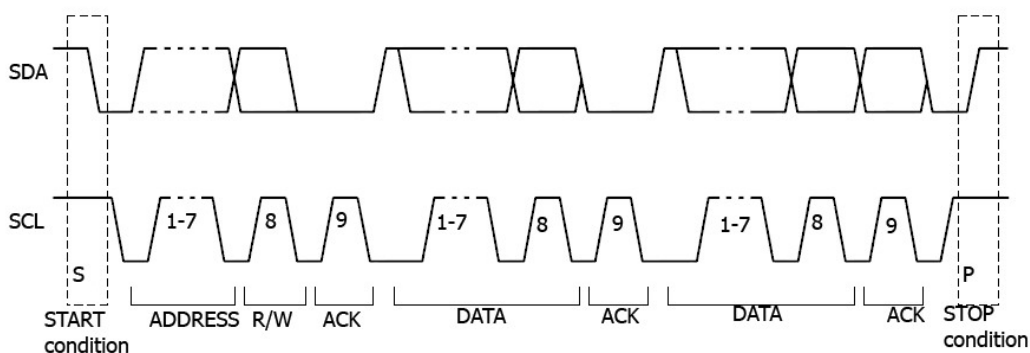 SDA
SCL
1-7 8 9 1-7 8 9 1-7 8 9
S P
START condition
ADDRESS R/W ACK DATA ACK DATA ACK
STOP condition